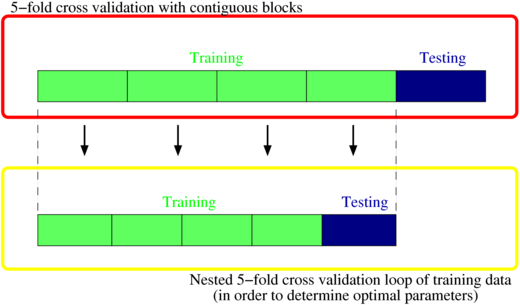 5−fold cross validation with contiguous blocks
Training
Testing
Training
Testing
Nested 5−fold cross validation loop of training data
(in order to determine optimal parameters)